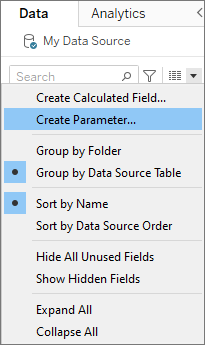 Data Analytics
My Data Source
Search
Create Calculated Field...
Create Parameter...
Group by Folder
Group by Data Source Table
Sort by Name
Sort by Data Source Order
Hide All Unused Fields
Show Hidden Fields
Expand All
Collapse All